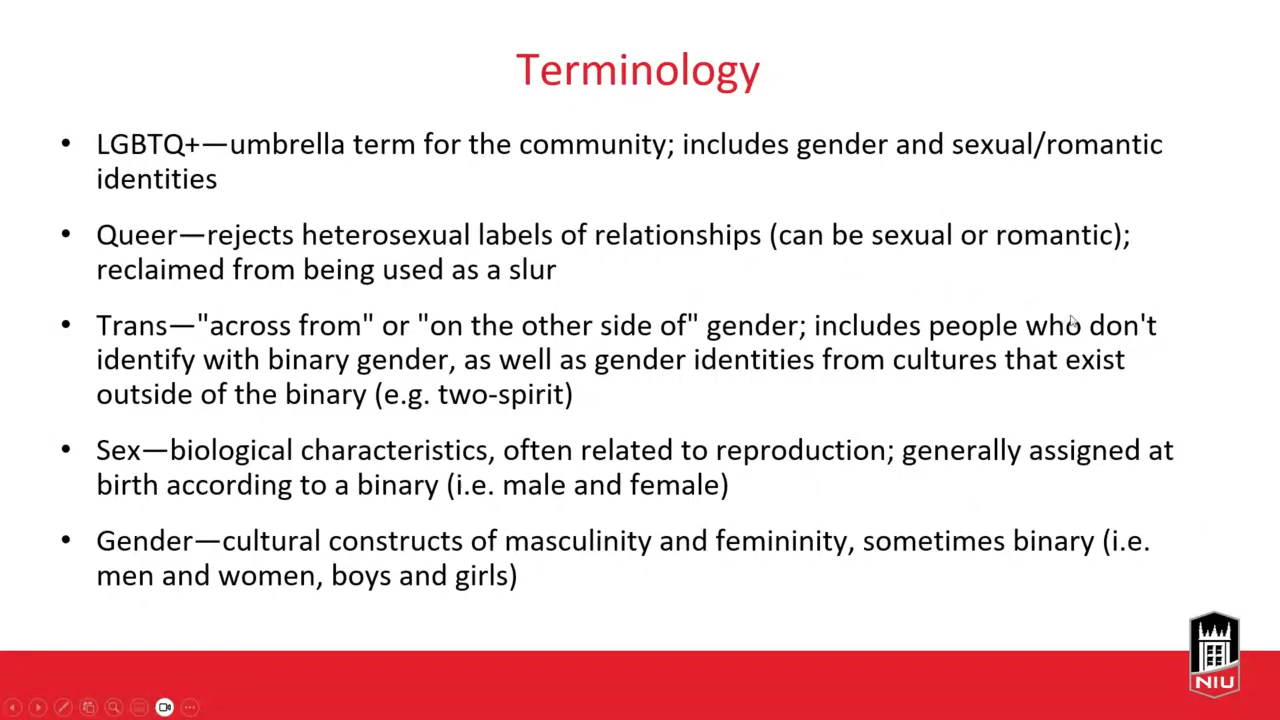 Terminology
• LGBTQ+—umbrella term for the community; includes gender and sexual/romantic
identities
• Queer—rejects heterosexual labels of relationships (can be sexual or romantic);
reclaimed from being used as a slur
• Trans—"across from" or "on the other side of" gender; includes people who don't
identify with binary gender, as well as gender identities from cultures that exist
outside of the binary (e.g. two-spirit)
• Sex—biological characteristics, often related to reproduction; generally assigned at
birth according to a binary (i.e. male and female)
• Gender—cultural constructs of masculinity and femininity, sometimes binary (i.e.
men and women, boys and girls)
NIU